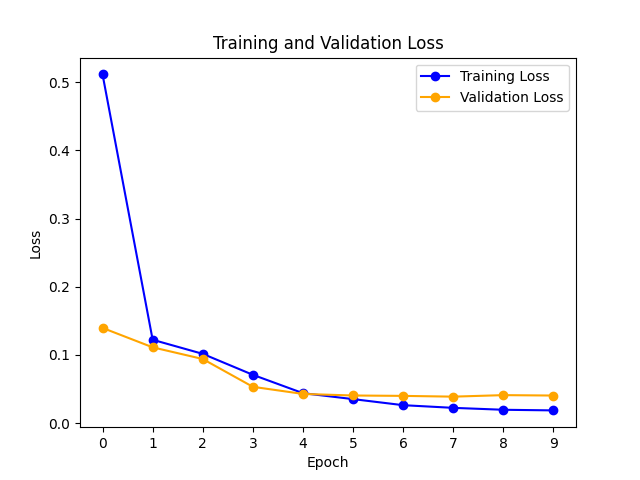 Training and Validation Loss
Training Loss
Validation Loss
0.5
0.4
0.3
0.2
0.1
0.0
Loss
0 1 2 3 4 5 6 7 8 9
Epoch